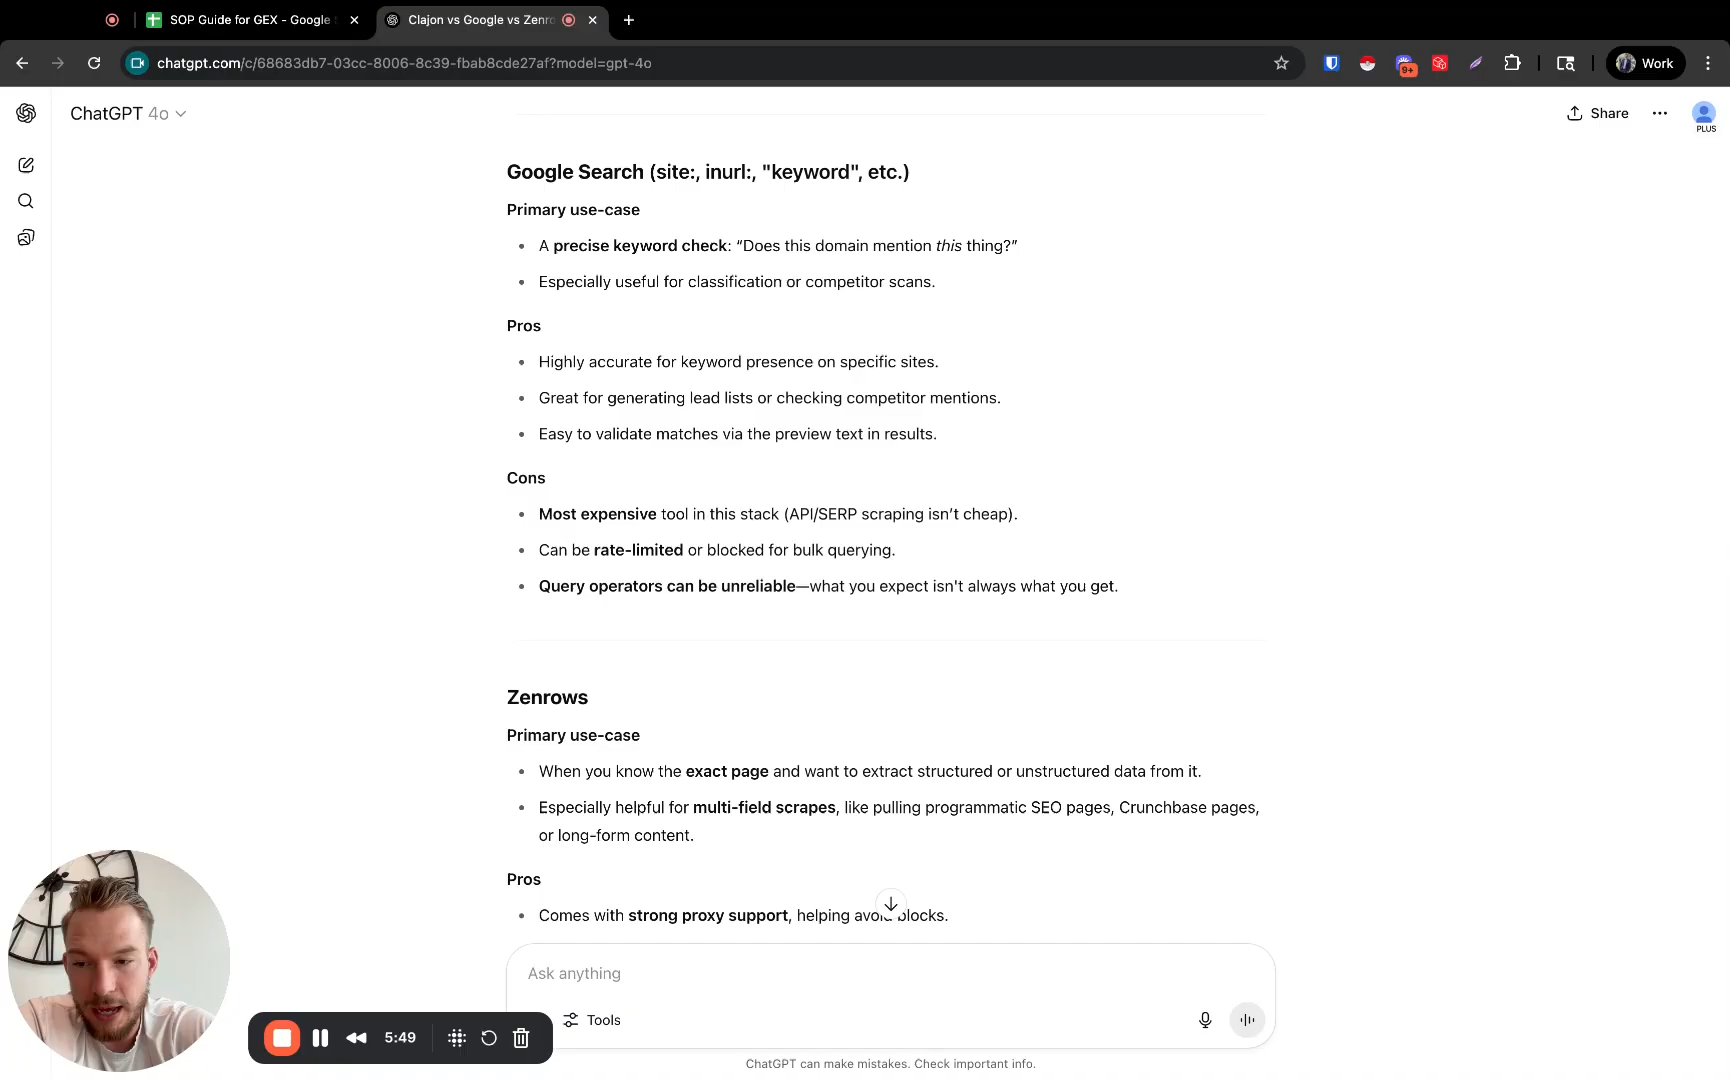 SOP Guide for GEX - Google
Clajon vs Google vs Zenro
chatgpt.com/c/68683db7-03cc-8006-8c39-fbab8cde27af?model=gpt-4o
9+
Work
ChatGPT 4o
Share
PLUS
Google Search (site:, inurl:, "keyword", etc.)
Primary use-case
A precise keyword check: “Does this domain mention this thing?”
Especially useful for classification or competitor scans.
Pros
Highly accurate for keyword presence on specific sites.
Great for generating lead lists or checking competitor mentions.
Easy to validate matches via the preview text in results.
Cons
Most expensive tool in this stack (API/SERP scraping isn’t cheap).
Can be rate-limited or blocked for bulk querying.
Query operators can be unreliable—what you expect isn't always what you get.
Zenrows
Primary use-case
When you know the exact page and want to extract structured or unstructured data from it.
Especially helpful for multi-field scrapes, like pulling programmatic SEO pages, Crunchbase pages,
or long-form content.
Pros
Comes with strong proxy support, helping avoid blocks.
Ask anything
Tools
5:49
ChatGPT can make mistakes. Check important info.